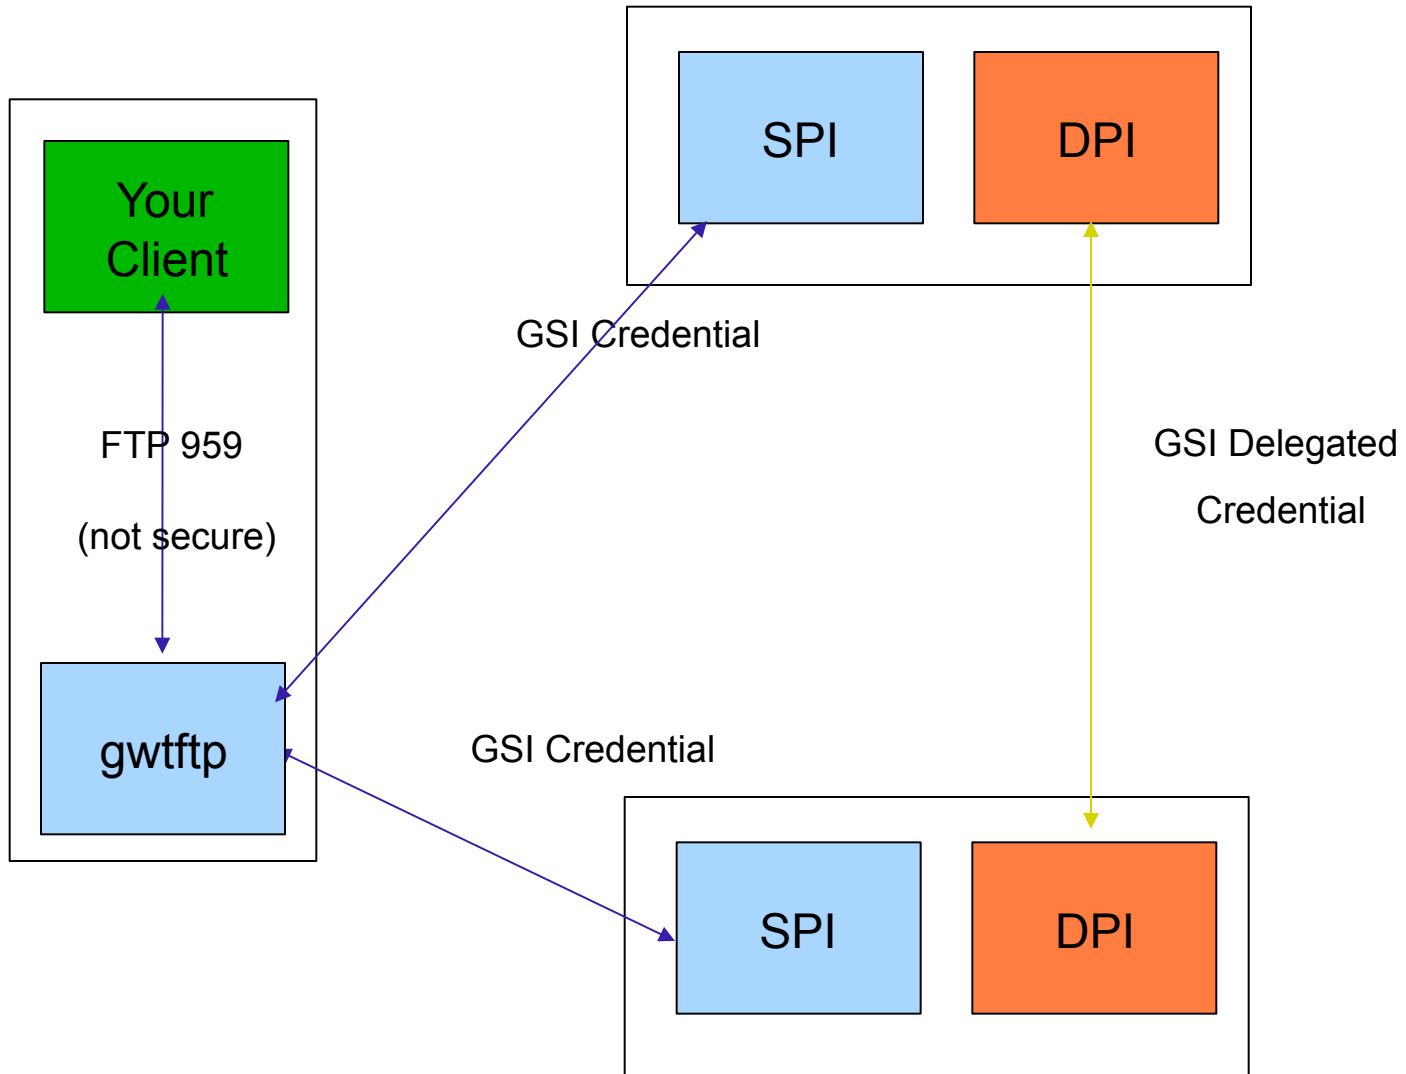 SPI
DPI
Your
Client
GSI Credential
FTP 959
(not secure)
GSI Delegated
Credential
gwtftp
GSI Credential
SPI
DPI